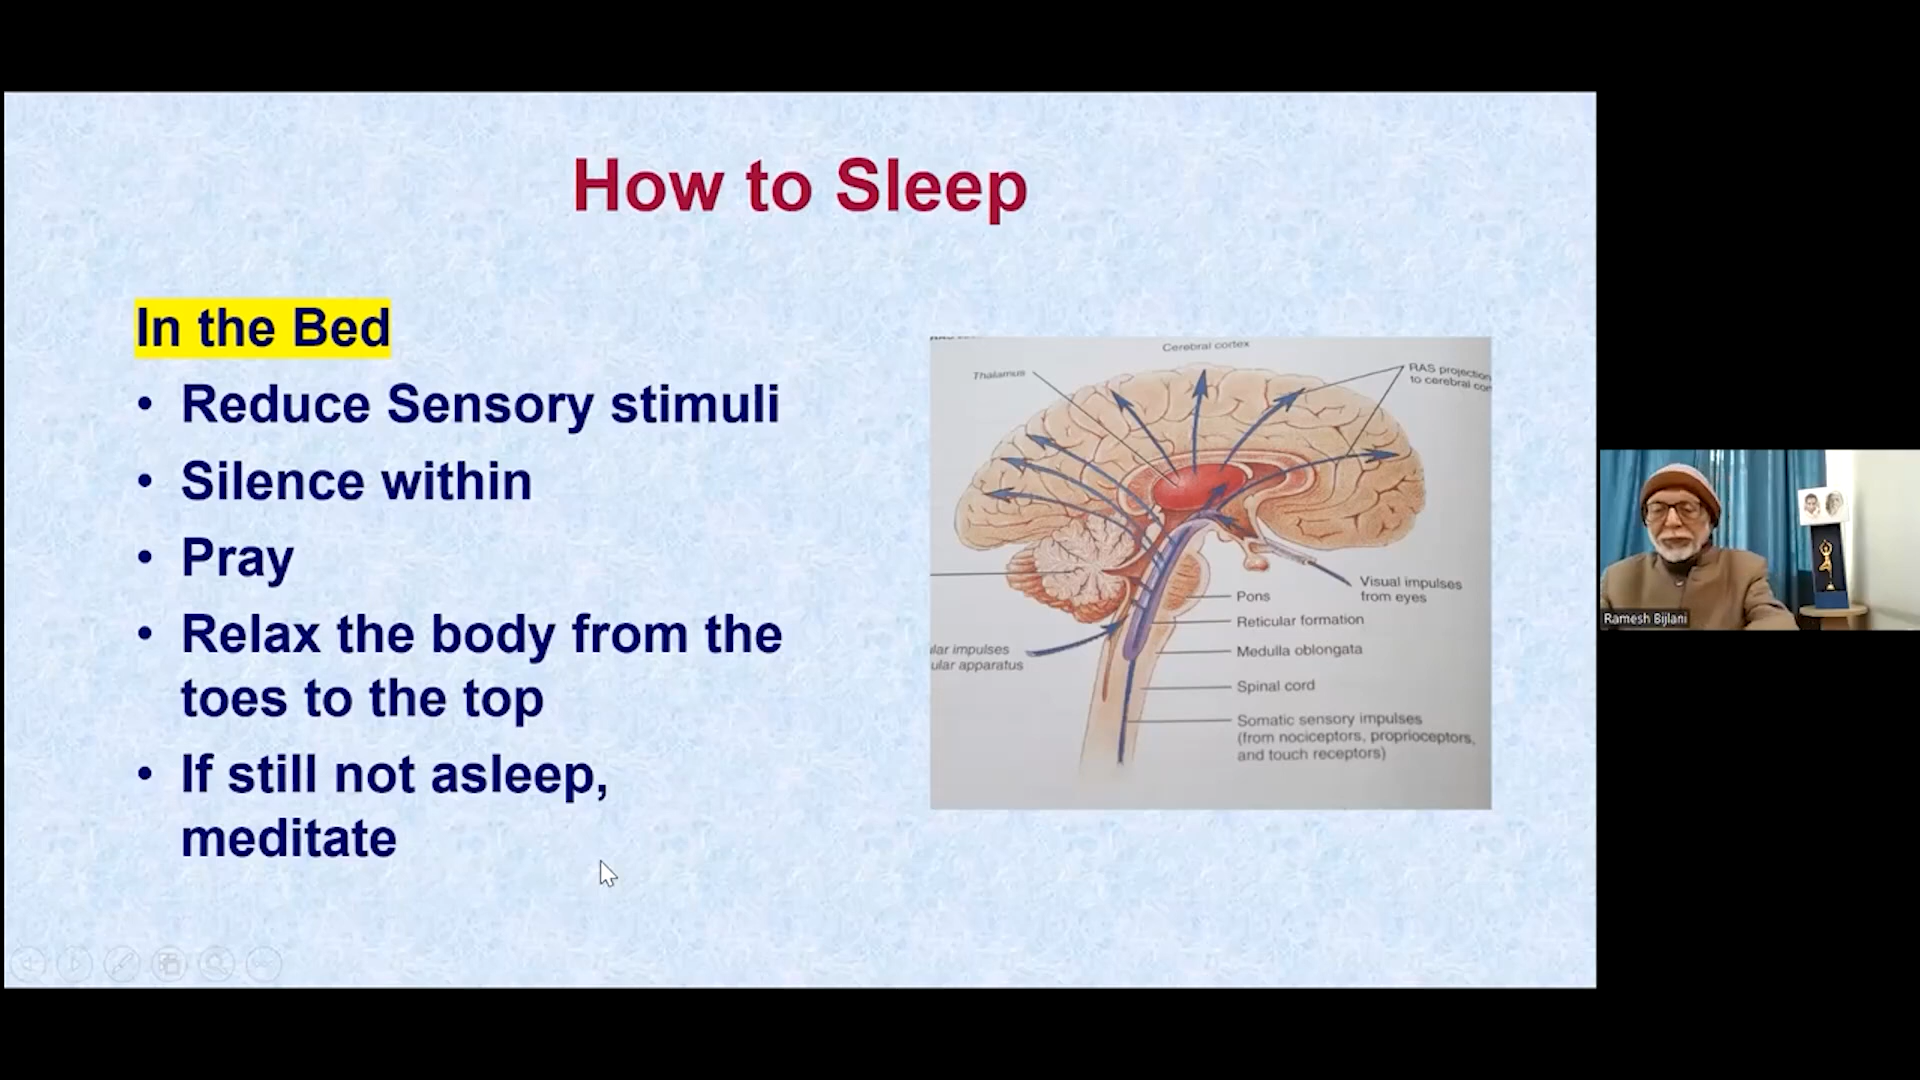 How to Sleep
In the Bed
• Reduce Sensory stimuli
• Silence within
• Pray
• Relax the body from the
toes to the top
• If still not asleep,
meditate
Cerebral cortex
Thalamus
RAS projection
to cerebral
Visual impulses
from eyes
Pons
Reticular formation
Medulla oblongata
impulses
apparatus
Spinal cord
Somatic sensory impulses
(from nociceptors, proprioceptors,
and touch receptors)
Ramesh Bijlani